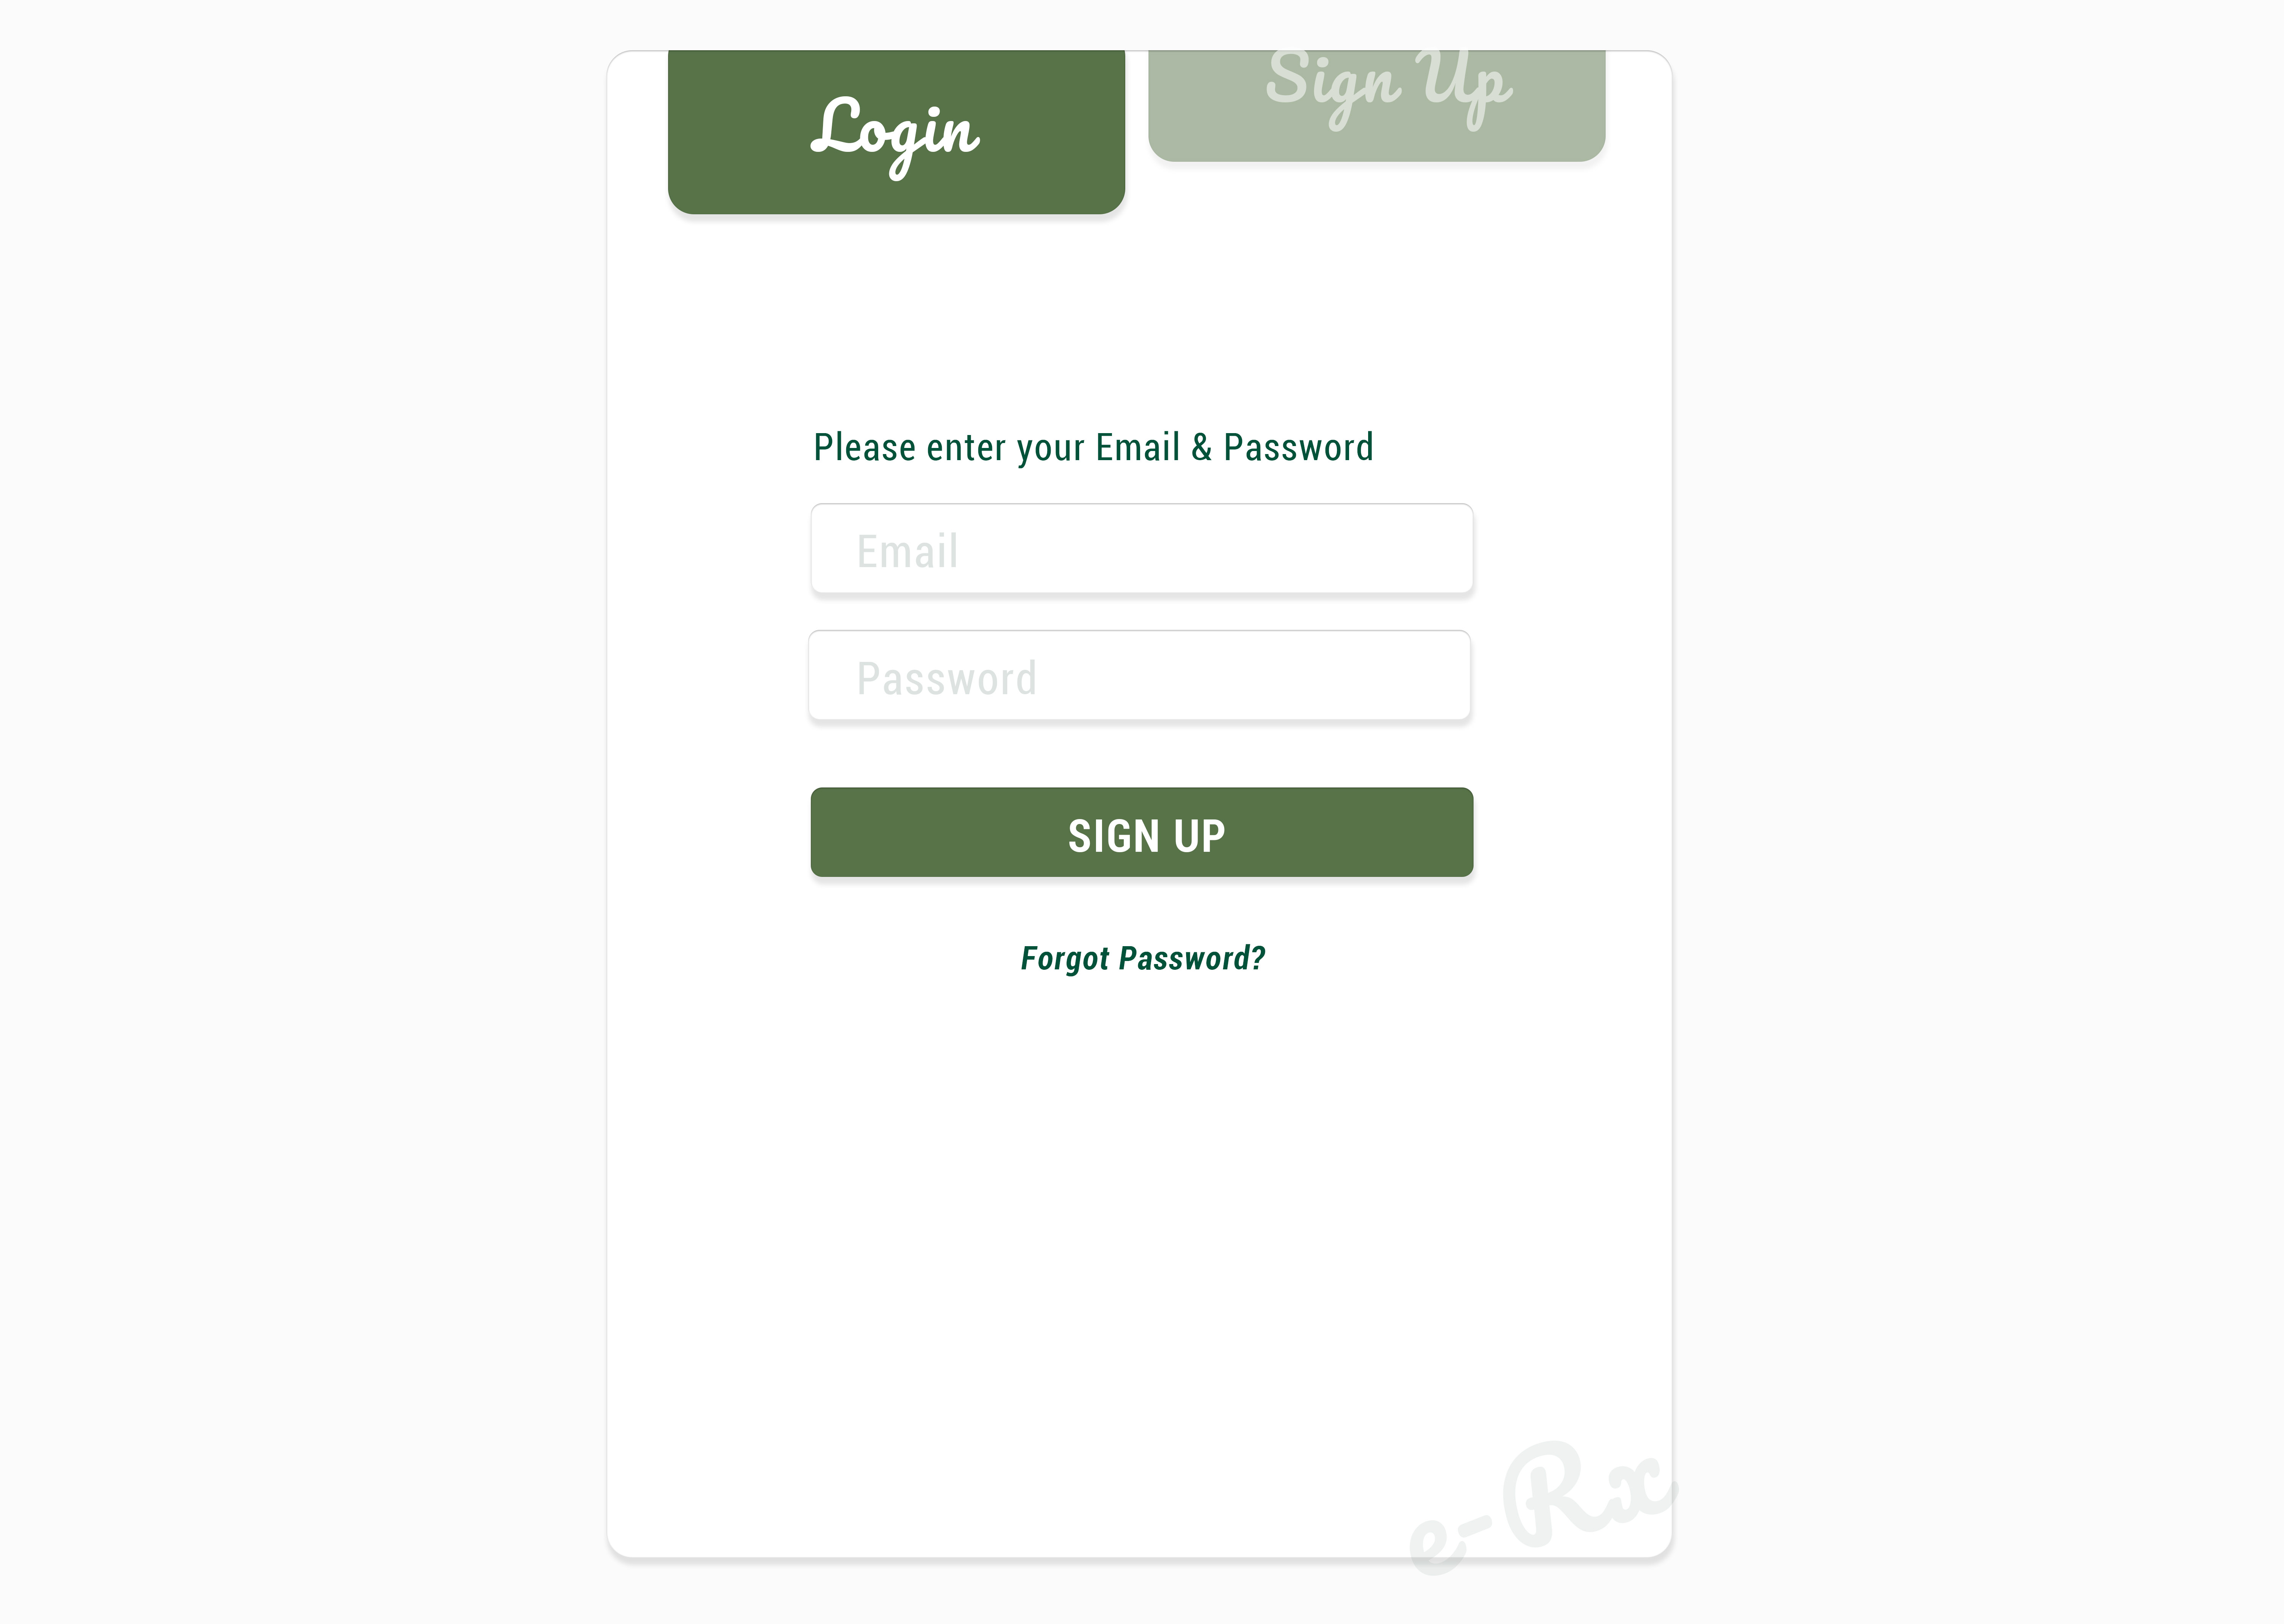 Login
Sign Up
Please enter your Email & Password
Email
Password
SIGN UP
Forgot Password?
e-Rx